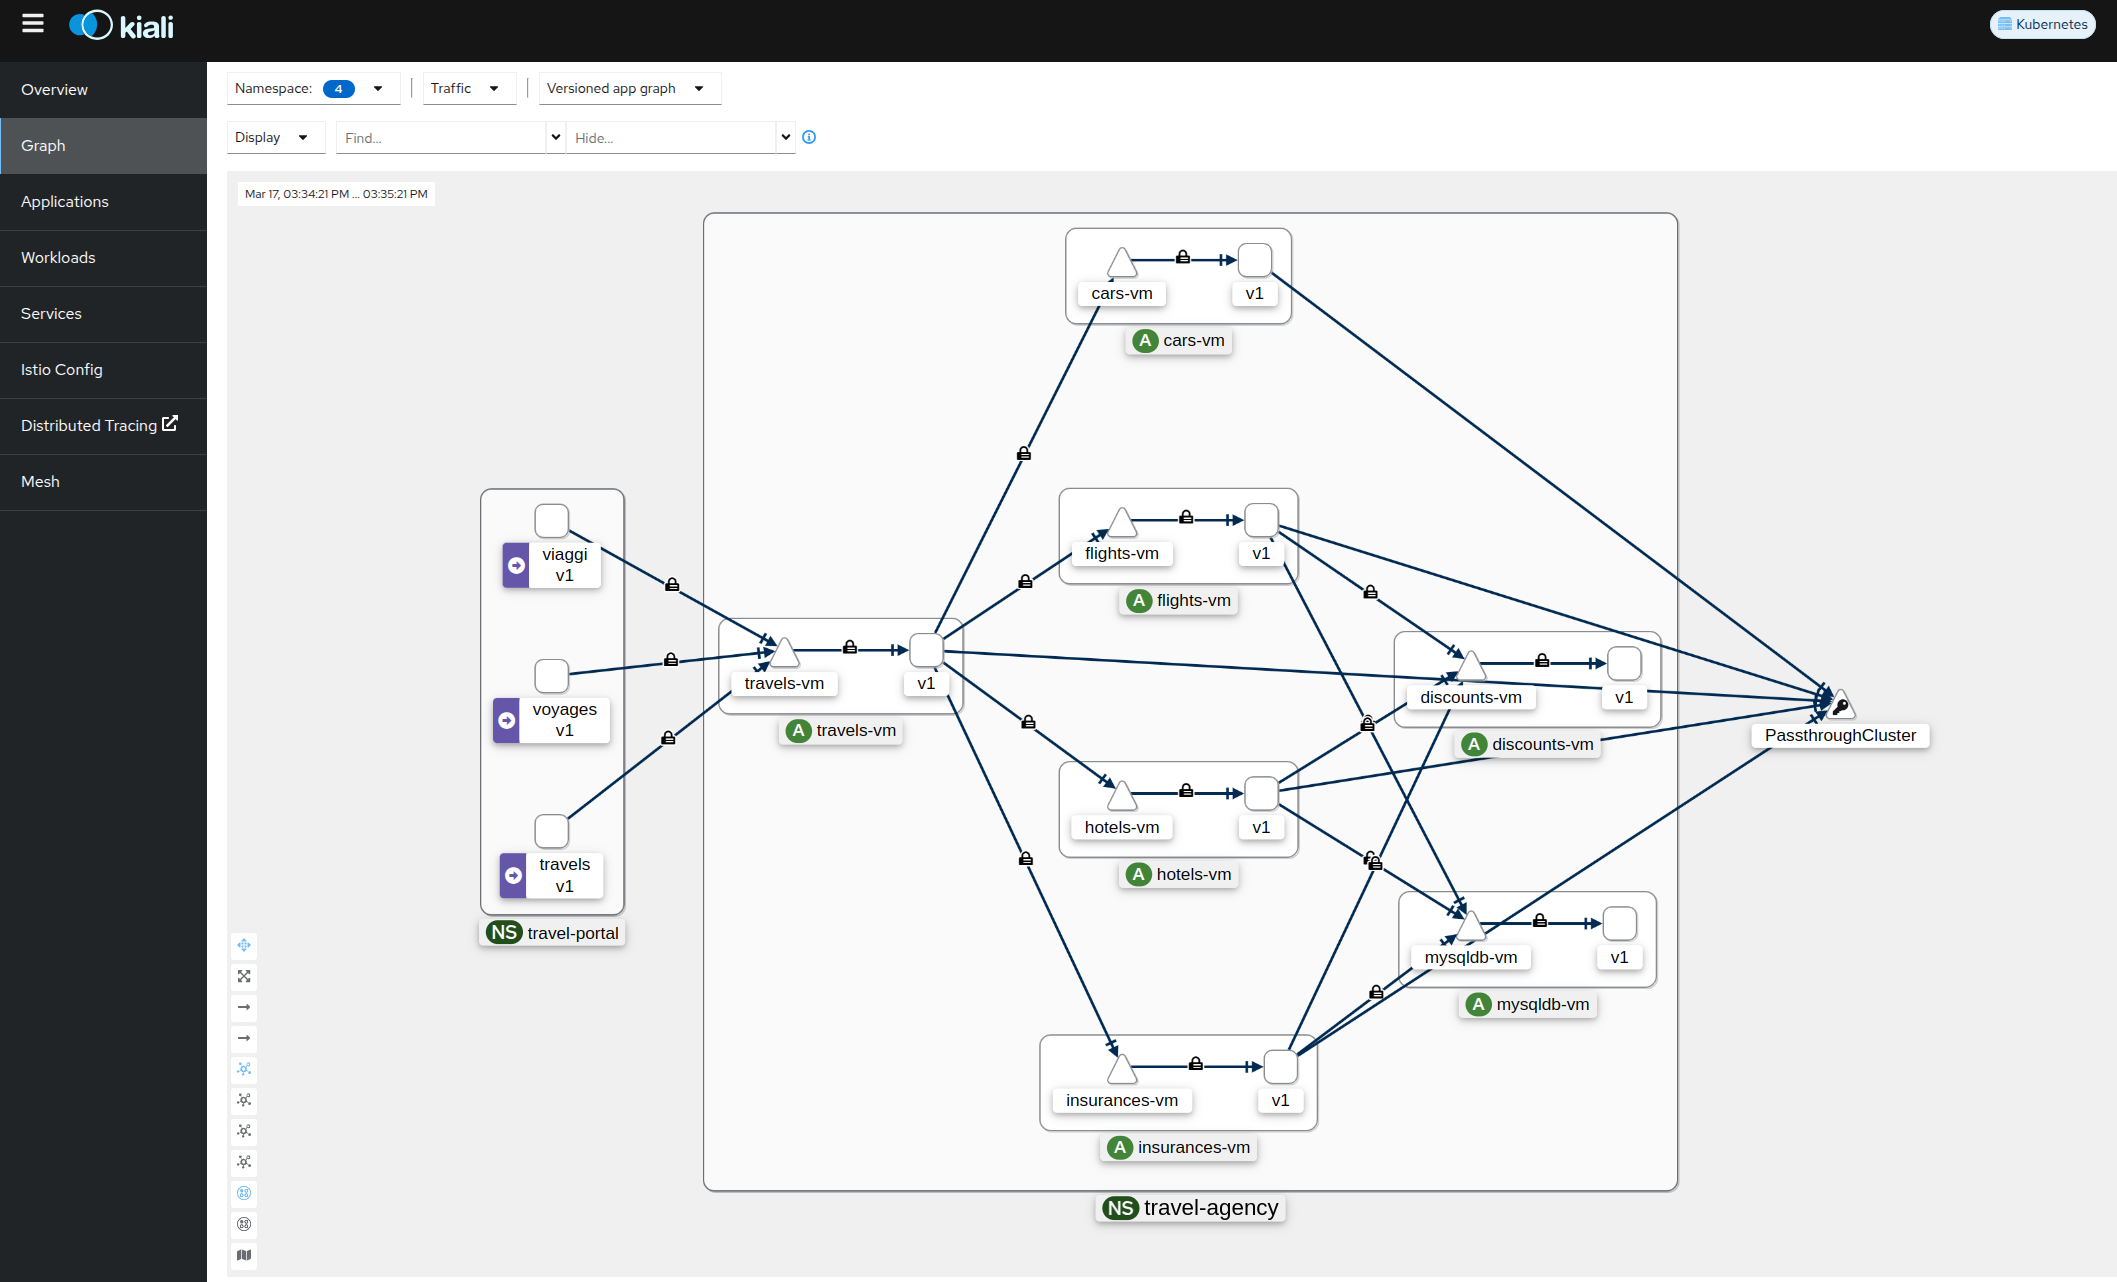 kiali
Kubernetes
Overview
Graph
Applications
Workloads
Services
Istio Config
Distributed Tracing
Mesh
Namespace: 4
Traffic
Versioned app graph
Display
Find...
Hide...
Mar 17, 03:34:21 PM ... 03:35:21 PM
cars-vm
v1
A cars-vm
viaggi
v1
voyages
v1
travels
v1
NS travel-portal
travels-vm
v1
A travels-vm
flights-vm
v1
A flights-vm
discounts-vm
v1
A discounts-vm
PassthroughCluster
hotels-vm
v1
A hotels-vm
mysqldb-vm
v1
A mysqldb-vm
insurances-vm
v1
A insurances-vm
NS travel-agency